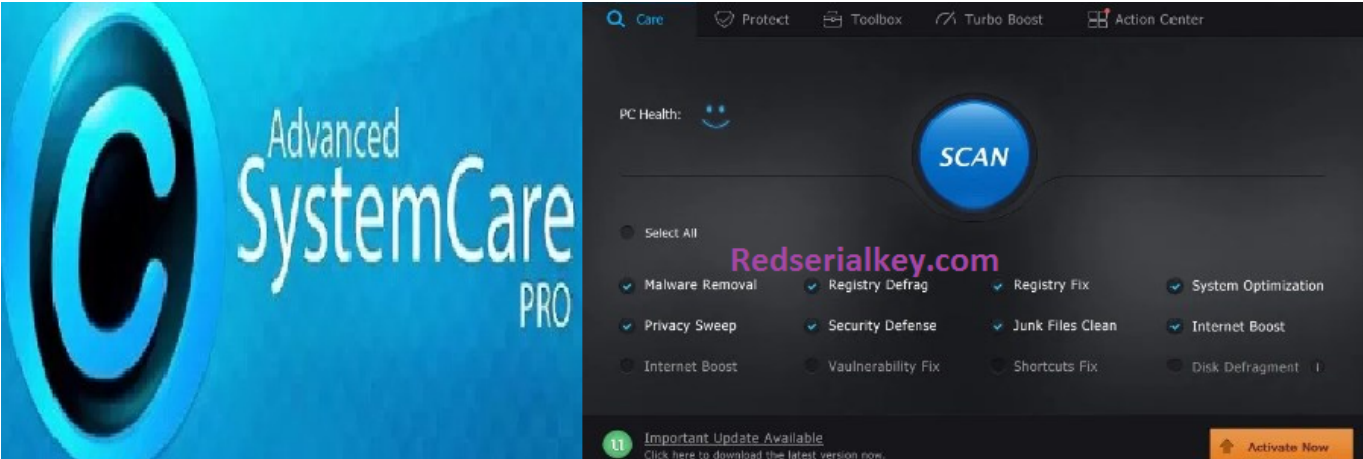 Advanced
SystemCare
PRO
Care Protect Toolbox Turbo Boost Action Center
PC Health:
SCAN
Select All
Redserialkey.com
Malware Removal Registry Defrag Registry Fix System Optimization
Privacy Sweep Security Defense Junk Files Clean Internet Boost
Internet Boost Vaulnerability Fix Shortcuts Fix Disk Defragment
11
Important Update Available
Click here to download the latest version now.
Activate Now